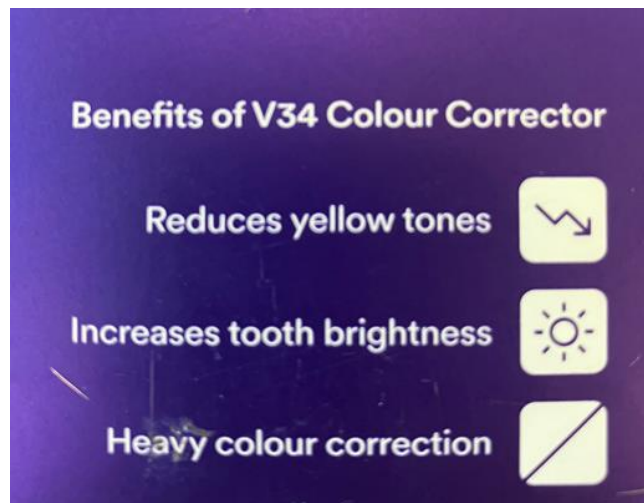 Benefits of V34 Colour Corrector
Reduces yellow tones
Increases tooth brightness
Heavy colour correction